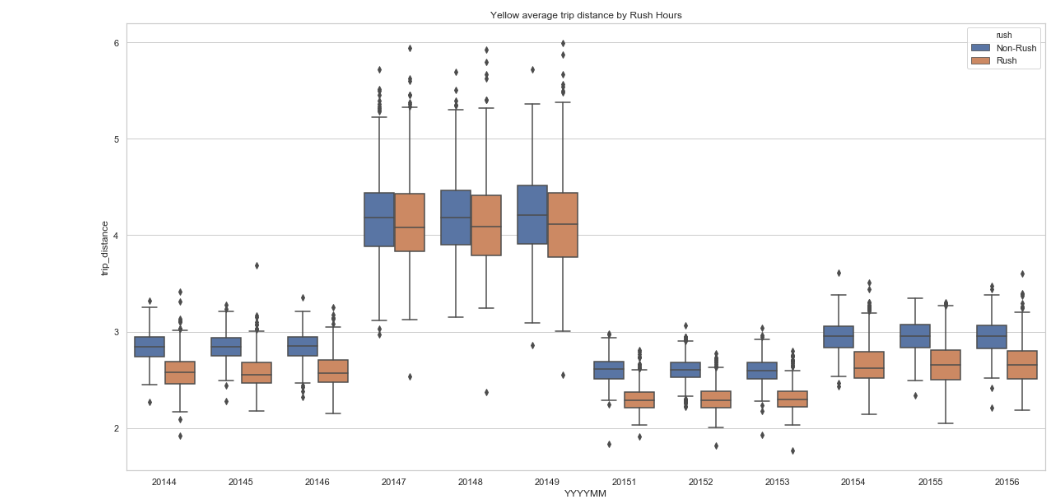 Yellow average trip distance by Rush Hours
rush
Non-Rush
Rush
6
5
4
3
2
trip_distance
20144 20145 20146 20147 20148 20149 20151 20152 20153 20154 20155 20156
YYYYMM